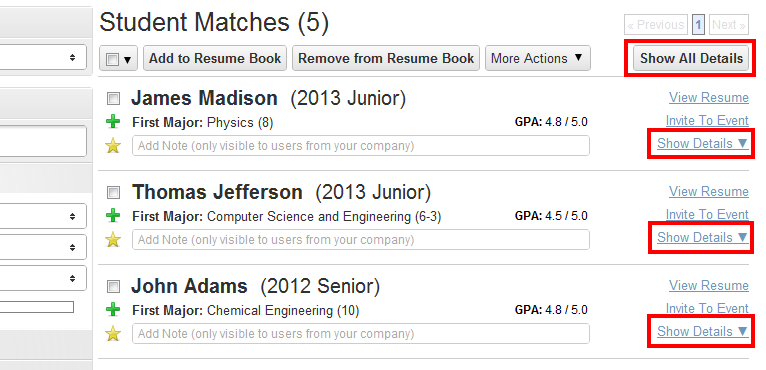 Student Matches (5)
« Previous 1 Next »
Add to Resume Book Remove from Resume Book More Actions ▼ Show All Details
James Madison (2013 Junior) View Resume
Invite To Event
First Major: Physics (8) GPA: 4.8 / 5.0
Add Note (only visible to users from your company) Show Details ▼
Thomas Jefferson (2013 Junior) View Resume
Invite To Event
First Major: Computer Science and Engineering (6-3) GPA: 4.5 / 5.0
Add Note (only visible to users from your company) Show Details ▼
John Adams (2012 Senior) View Resume
Invite To Event
First Major: Chemical Engineering (10) GPA: 4.8 / 5.0
Add Note (only visible to users from your company) Show Details ▼